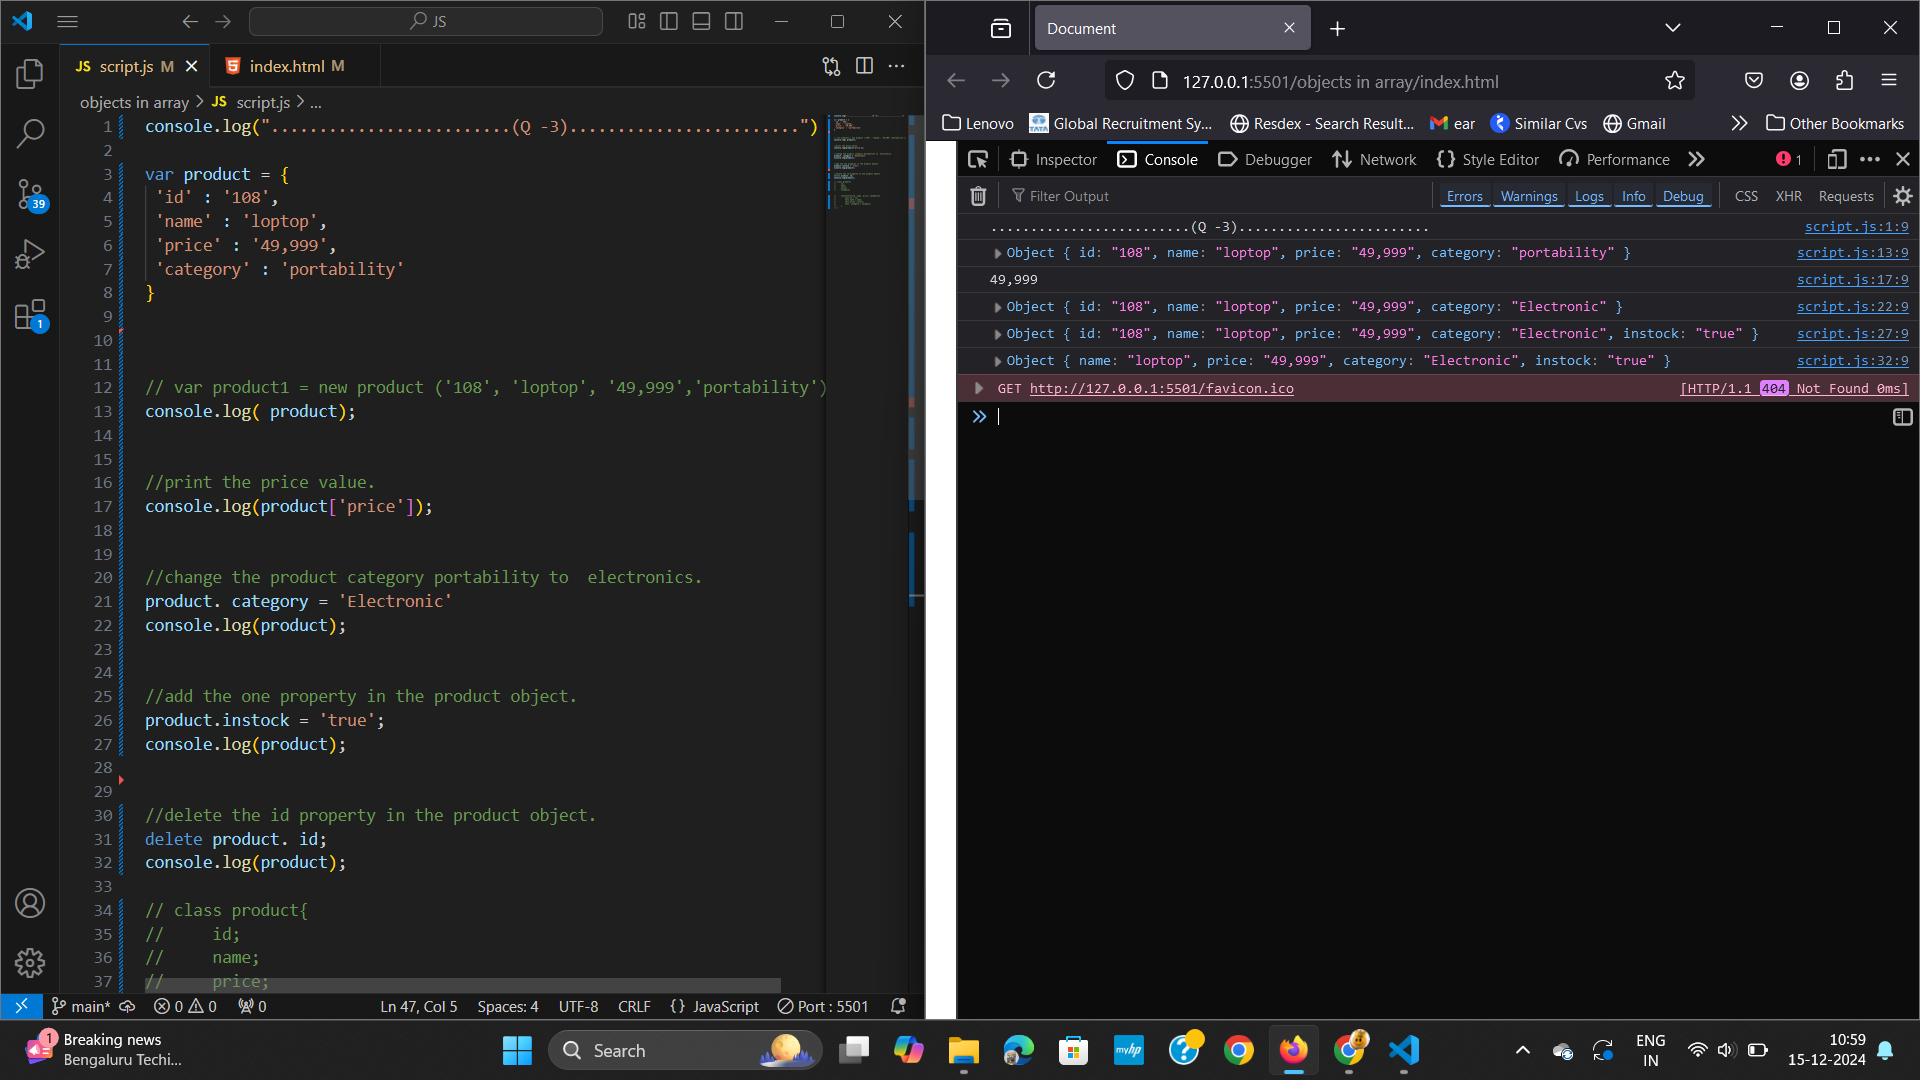 JS
JS script.js M
index.html M
objects in array > JS script.js > ...
1 console.log(".........................(Q -3)........................")
2
3 var product = {
4 'id' : '108',
5 'name' : 'loptop',
6 'price' : '49,999',
7 'category' : 'portability'
8 }
9
10
11
12 // var product1 = new product ('108', 'loptop', '49,999','portability')
13 console.log( product);
14
15
16 //print the price value.
17 console.log(product['price']);
18
19
20 //change the product category portability to  electronics.
21 product. category = 'Electronic'
22 console.log(product);
23
24
25 //add the one property in the product object.
26 product.instock = 'true';
27 console.log(product);
28
29
30 //delete the id property in the product object.
31 delete product. id;
32 console.log(product);
33
34 // class product{
35 //     id;
36 //     name;
37 //     price;
39
1
main* 0 0 0 Ln 47, Col 5 Spaces: 4 UTF-8 CRLF {} JavaScript Port : 5501
Document
127.0.0.1:5501/objects in array/index.html
Lenovo TATA Global Recruitment Sy... Resdex - Search Result... ear Similar Cvs Gmail Other Bookmarks
Inspector Console Debugger Network Style Editor Performance 1
Filter Output Errors Warnings Logs Info Debug CSS XHR Requests
.........................(Q -3)........................ script.js:1:9
Object { id: "108", name: "loptop", price: "49,999", category: "portability" } script.js:13:9
49,999 script.js:17:9
Object { id: "108", name: "loptop", price: "49,999", category: "Electronic" } script.js:22:9
Object { id: "108", name: "loptop", price: "49,999", category: "Electronic", instock: "true" } script.js:27:9
Object { name: "loptop", price: "49,999", category: "Electronic", instock: "true" } script.js:32:9
GET http://127.0.0.1:5501/favicon.ico [HTTP/1.1 404 Not Found 0ms]
1 Breaking news
Bengaluru Techi...
Search
myhp
ENG
IN
10:59
15-12-2024